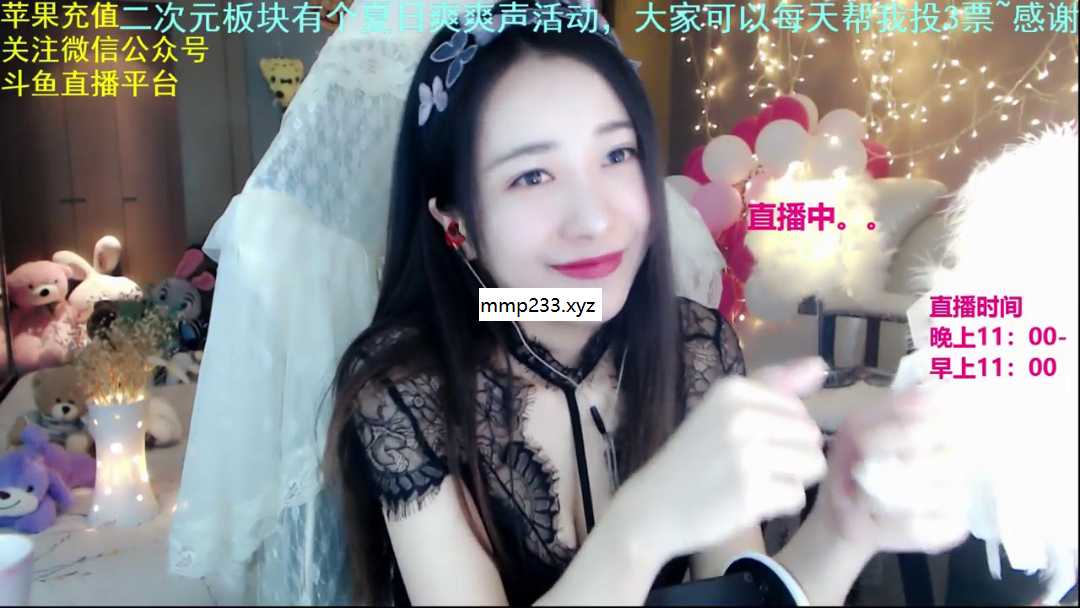 苹果充值二次元板块有个夏日爽爽声活动，大家可以每天帮我投3票~感谢
关注微信公众号
斗鱼直播平台
直播中。。
mmp233.xyz
直播时间
晚上11：00-
早上11：00